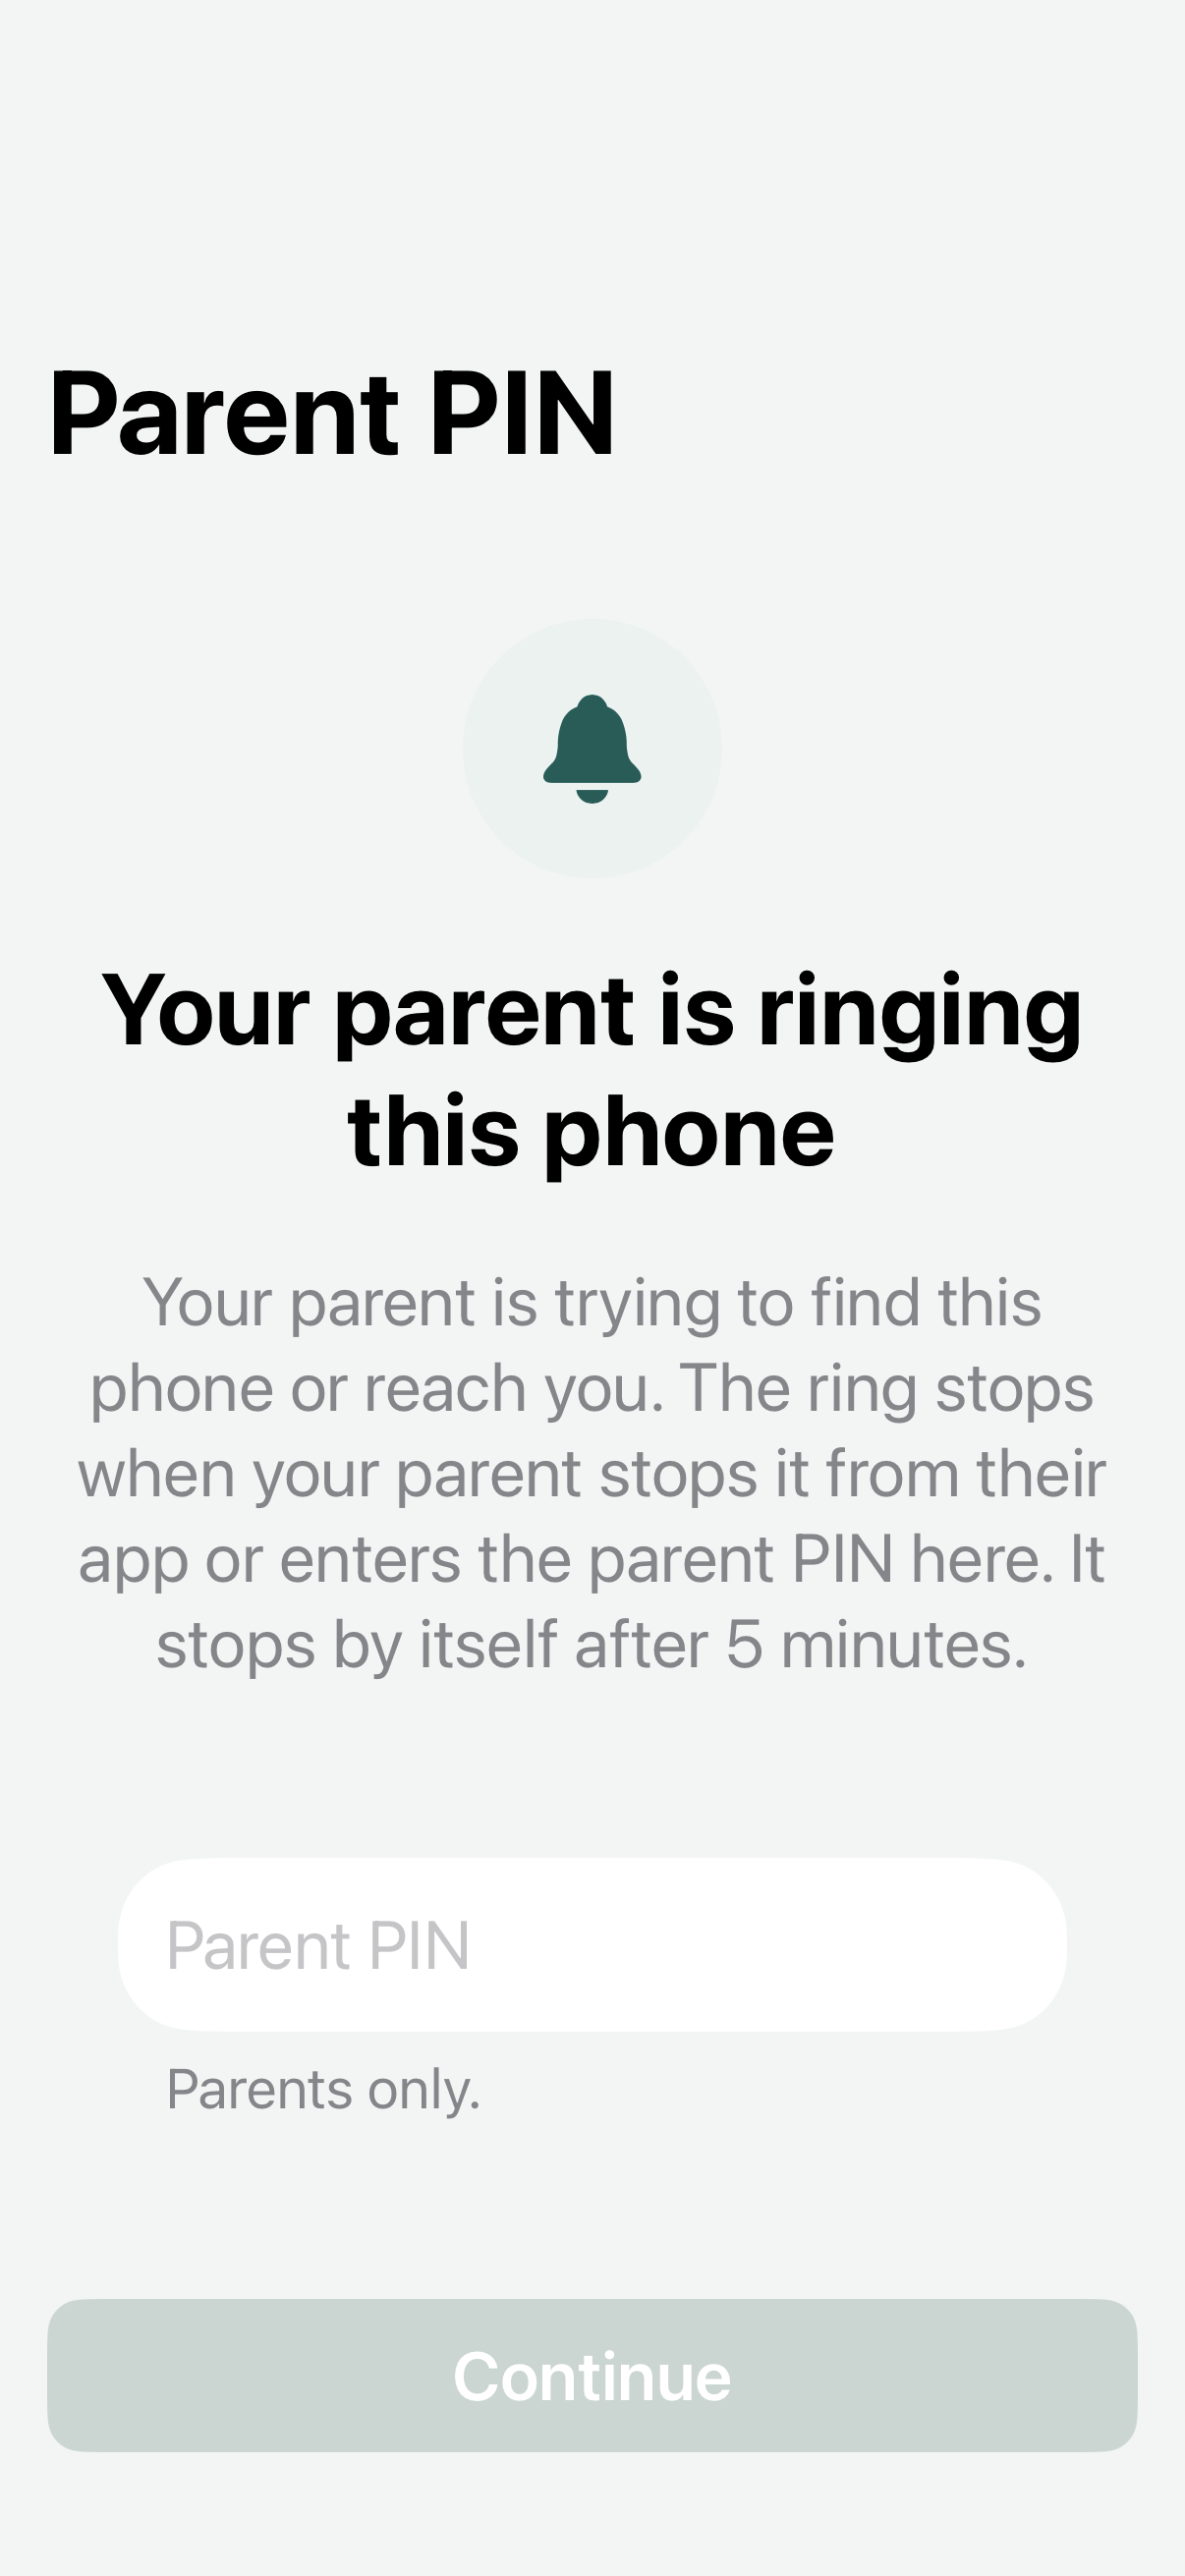 Parent PIN
Your parent is ringing
this phone
Your parent is trying to find this
phone or reach you. The ring stops
when your parent stops it from their
app or enters the parent PIN here. It
stops by itself after 5 minutes.
Parent PIN
Parents only.
Continue